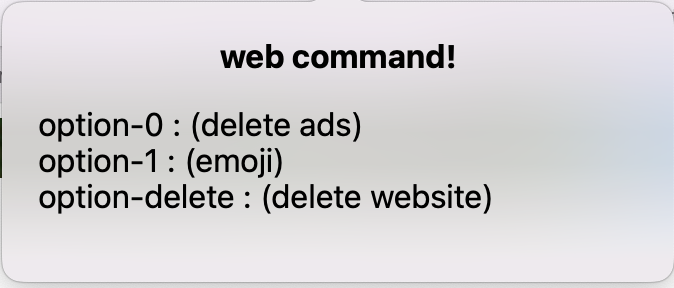 web command!
option-0 : (delete ads)
option-1 : (emoji)
option-delete : (delete website)